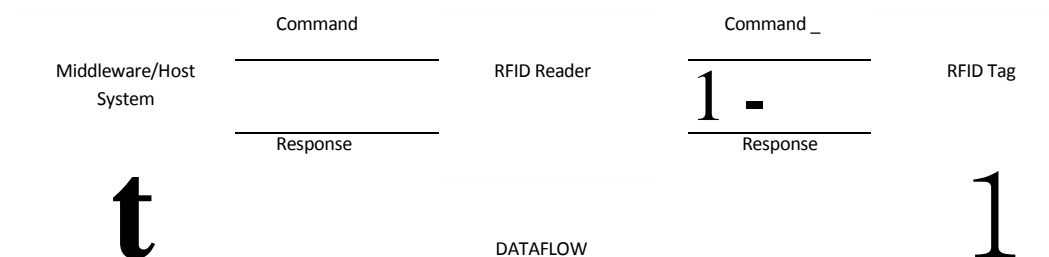 Command Command _
Middleware/Host RFID Reader RFID Tag
System
1 -
Response Response
t 1
DATAFLOW